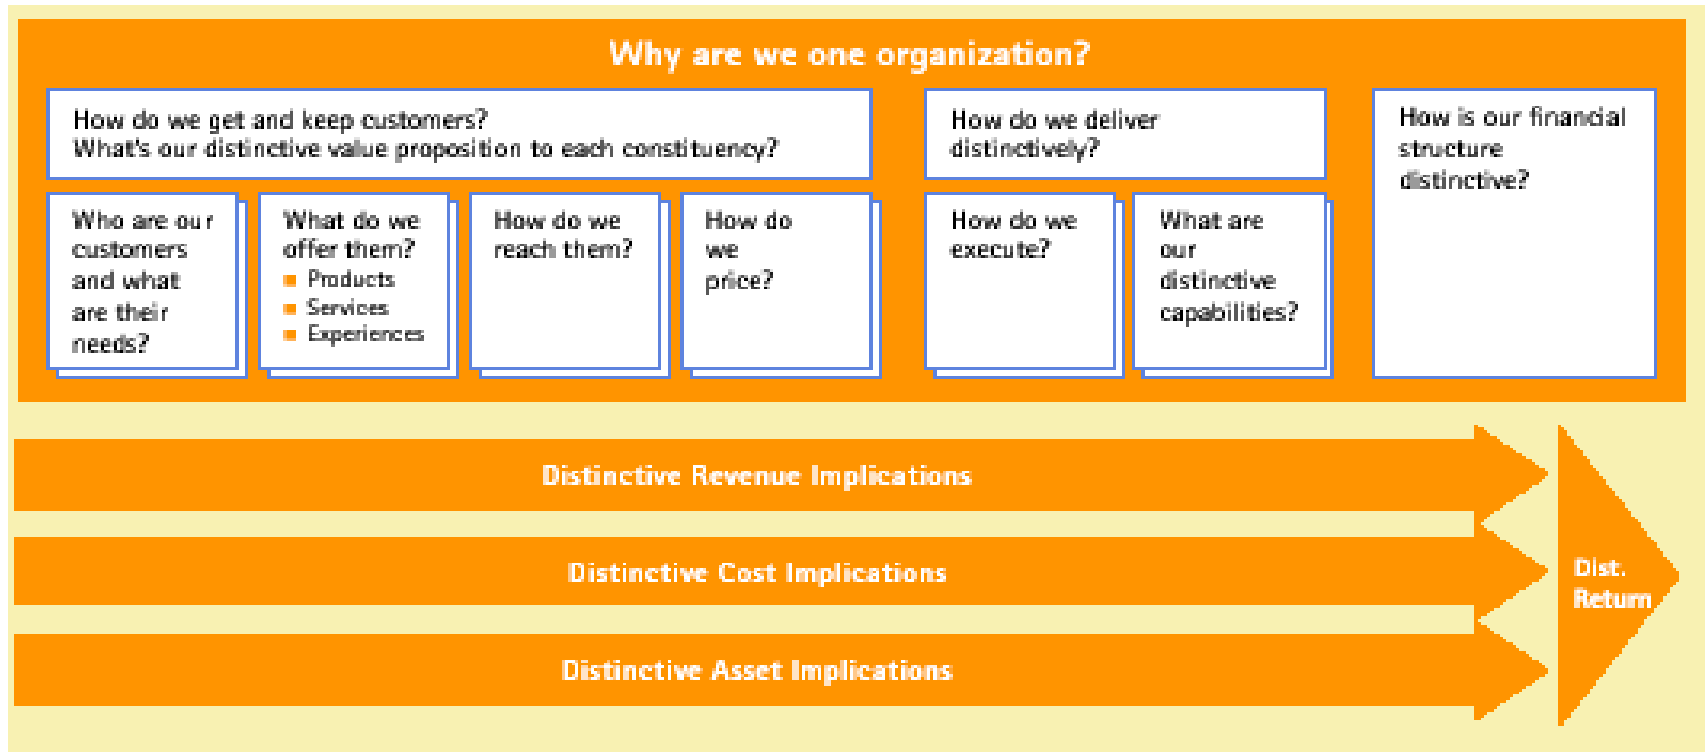 Why are we one organization?
How do we get and keep customers?
What's our distinctive value proposition to each constituency?
Who are our
customers
and what
are their
needs?
What do we
offer them?
Products
Services
Experiences
How do we
reach them?
How do
we
price?
How do we deliver
distinctively?
How do we
execute?
What are
our
distinctive
capabilities?
How is our financial
structure
distinctive?
Distinctive Revenue Implications
Distinctive Cost Implications
Distinctive Asset Implications
Dist.
Return